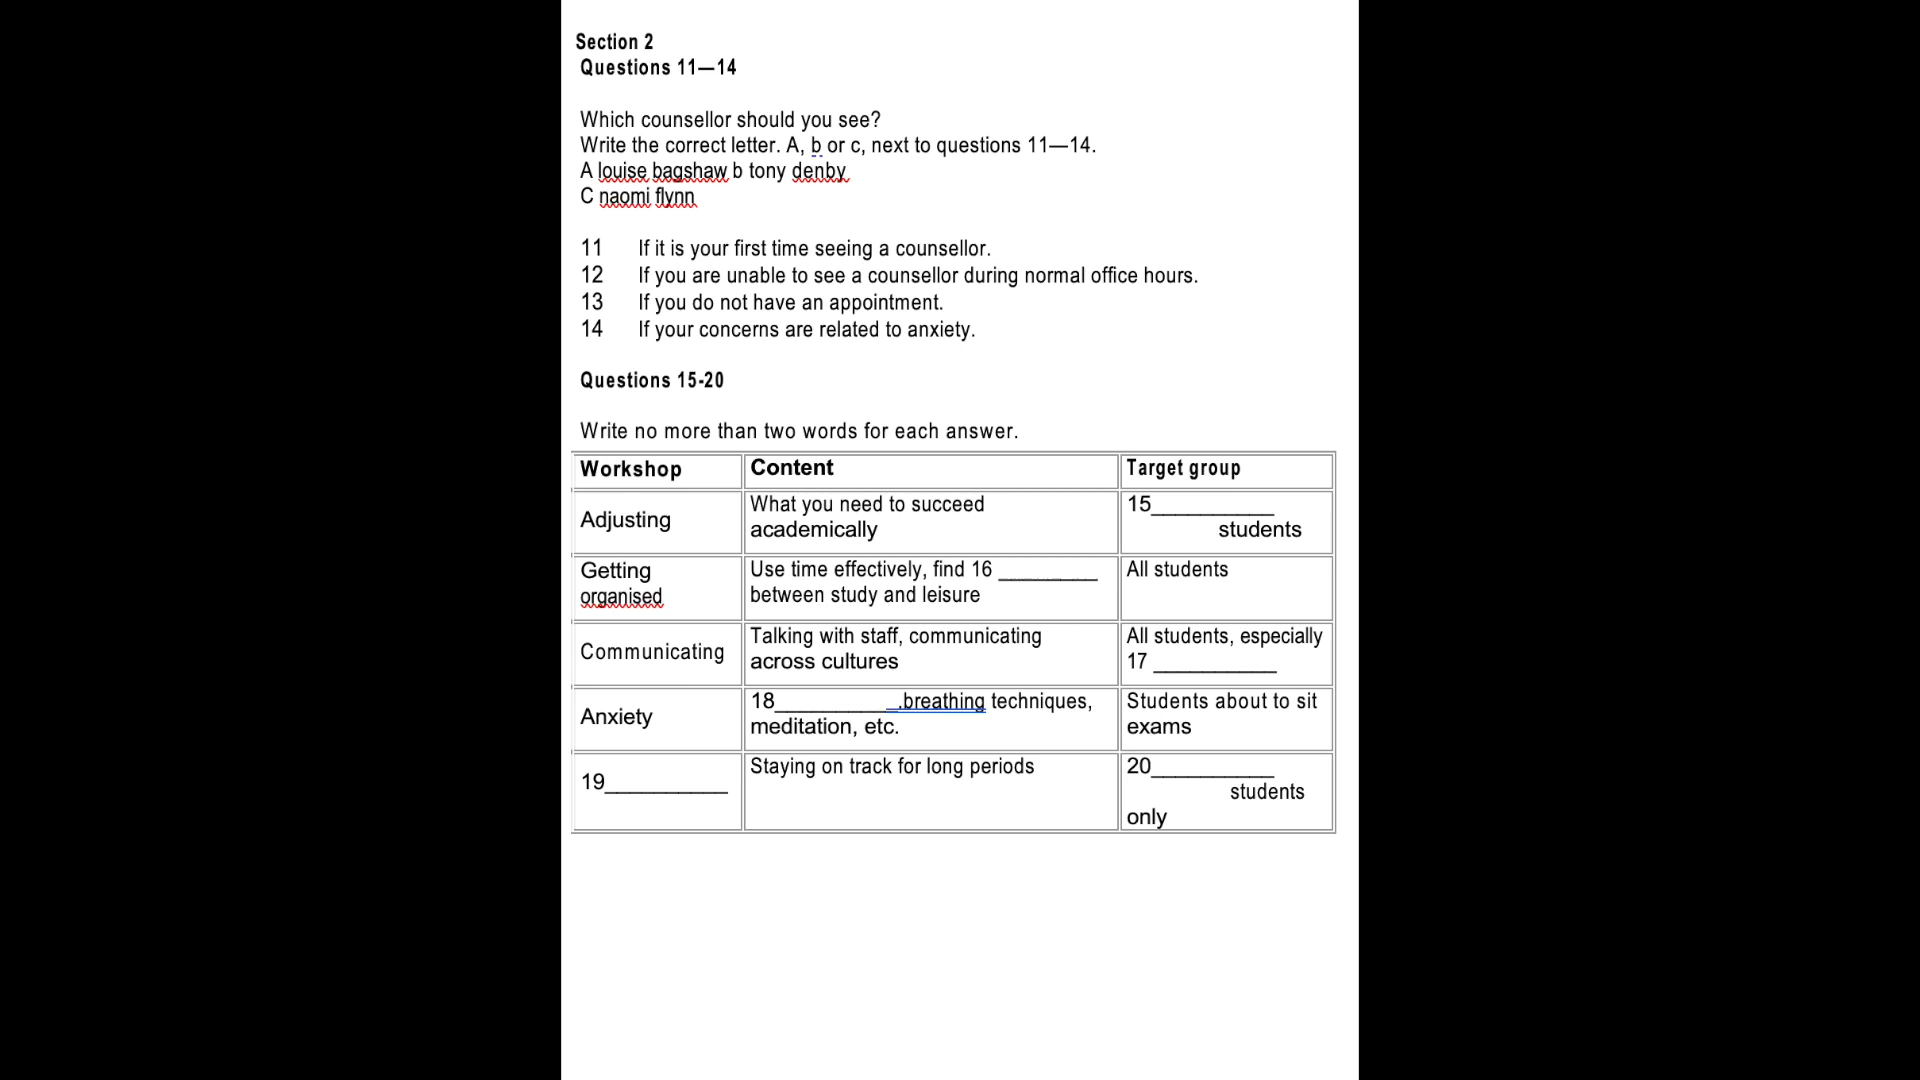 Section 2
Questions 11—14
Which counsellor should you see?
Write the correct letter. A, b or c, next to questions 11—14.
A louise bagshaw b tony denby
C naomi flynn
11 If it is your first time seeing a counsellor.
12 If you are unable to see a counsellor during normal office hours.
13 If you do not have an appointment.
14 If your concerns are related to anxiety.
Questions 15-20
Write no more than two words for each answer.
Workshop Content Target group
Adjusting
What you need to succeed
academically
15__________
students
Getting
organised
Use time effectively, find 16 ________
between study and leisure
All students
Communicating
Talking with staff, communicating
across cultures
All students, especially
17 __________
Anxiety
18__________.breathing techniques,
meditation, etc.
Students about to sit
exams
19__________
Staying on track for long periods
20__________
students
only